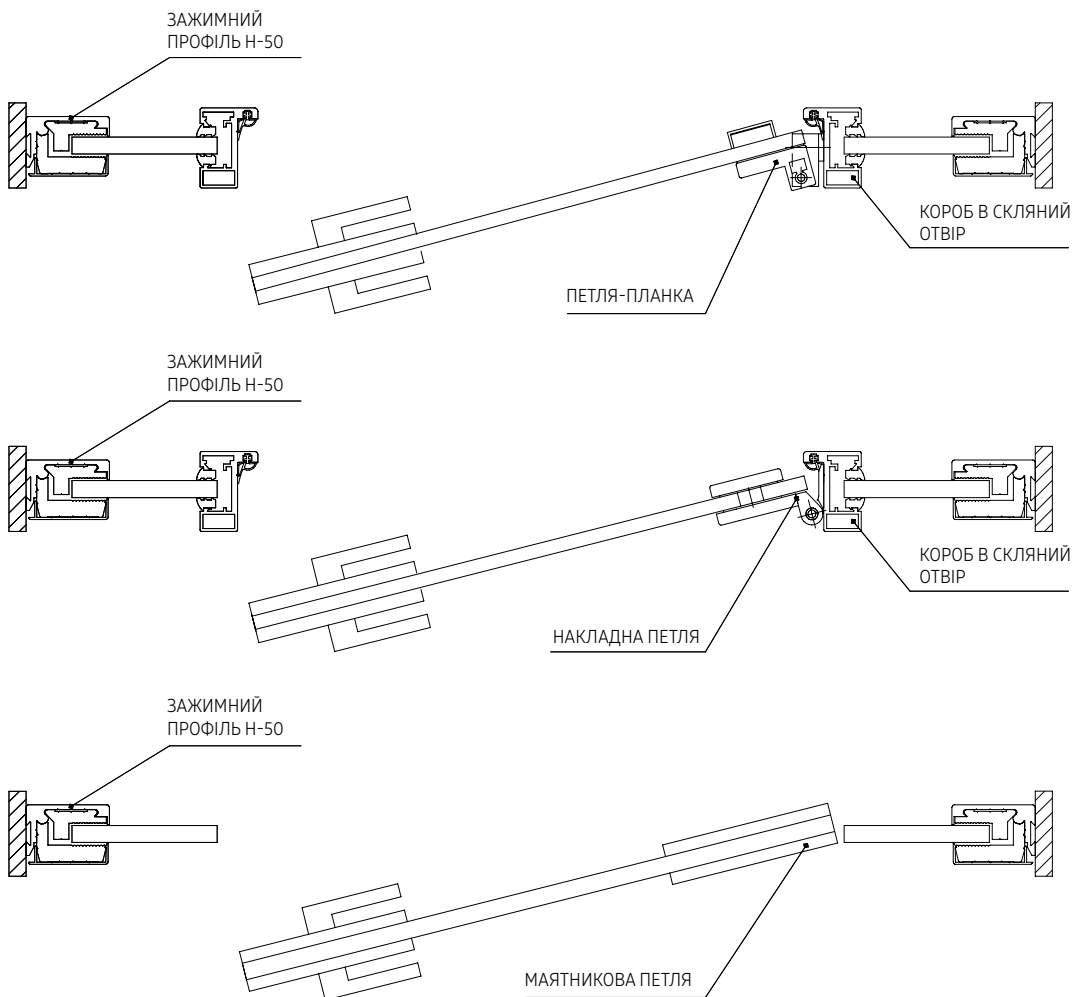 ЗАЖИМНИЙ
ПРОФІЛЬ Н-50
КОРОБ В СКЛЯНИЙ
ОТВІР
ПЕТЛЯ-ПЛАНКА
ЗАЖИМНИЙ
ПРОФІЛЬ Н-50
КОРОБ В СКЛЯНИЙ
ОТВІР
НАКЛАДНА ПЕТЛЯ
ЗАЖИМНИЙ
ПРОФІЛЬ Н-50
МАЯТНИКОВА ПЕТЛЯ